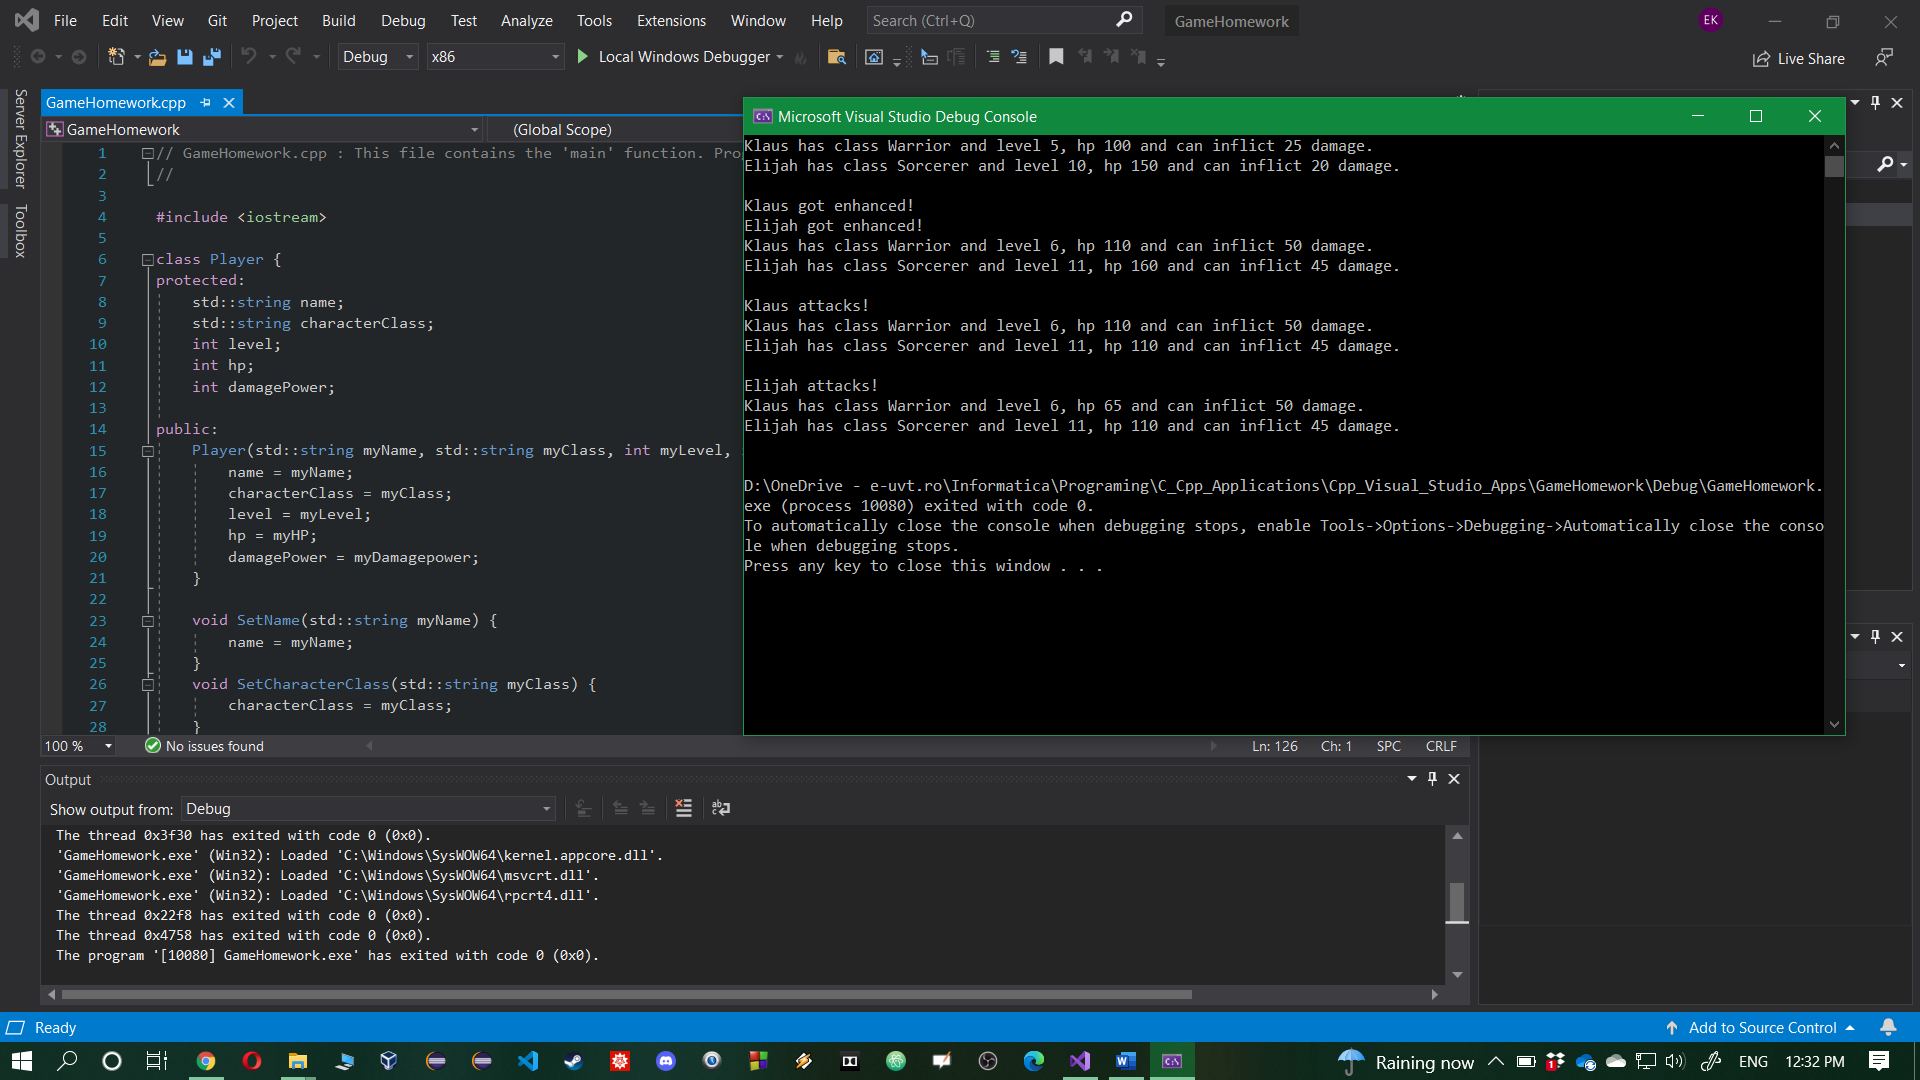 File Edit View Git Project Build Debug Test Analyze Tools Extensions Window Help Search (Ctrl+Q) GameHomework EK
Debug x86 Local Windows Debugger Live Share
Server Explorer
Toolbox
GameHomework.cpp
GameHomework (Global Scope)
1 // GameHomework.cpp : This file contains the 'main' function. Pro
2 //
3
4 #include <iostream>
5
6 class Player {
7 protected:
8 std::string name;
9 std::string characterClass;
10 int level;
11 int hp;
12 int damagePower;
13
14 public:
15 Player(std::string myName, std::string myClass, int myLevel,
16 name = myName;
17 characterClass = myClass;
18 level = myLevel;
19 hp = myHP;
20 damagePower = myDamagepower;
21 }
22
23 void SetName(std::string myName) {
24 name = myName;
25 }
26 void SetCharacterClass(std::string myClass) {
27 characterClass = myClass;
28 }
100 % No issues found Ln: 126 Ch: 1 SPC CRLF
Microsoft Visual Studio Debug Console
Klaus has class Warrior and level 5, hp 100 and can inflict 25 damage.
Elijah has class Sorcerer and level 10, hp 150 and can inflict 20 damage.
Klaus got enhanced!
Elijah got enhanced!
Klaus has class Warrior and level 6, hp 110 and can inflict 50 damage.
Elijah has class Sorcerer and level 11, hp 160 and can inflict 45 damage.
Klaus attacks!
Klaus has class Warrior and level 6, hp 110 and can inflict 50 damage.
Elijah has class Sorcerer and level 11, hp 110 and can inflict 45 damage.
Elijah attacks!
Klaus has class Warrior and level 6, hp 65 and can inflict 50 damage.
Elijah has class Sorcerer and level 11, hp 110 and can inflict 45 damage.
D:\OneDrive - e-uvt.ro\Informatica\Programing\C_Cpp_Applications\Cpp_Visual_Studio_Apps\GameHomework\Debug\GameHomework.
exe (process 10080) exited with code 0.
To automatically close the console when debugging stops, enable Tools->Options->Debugging->Automatically close the conso
le when debugging stops.
Press any key to close this window . . .
Output
Show output from: Debug
The thread 0x3f30 has exited with code 0 (0x0).
'GameHomework.exe' (Win32): Loaded 'C:\Windows\SysWOW64\kernel.appcore.dll'.
'GameHomework.exe' (Win32): Loaded 'C:\Windows\SysWOW64\msvcrt.dll'.
'GameHomework.exe' (Win32): Loaded 'C:\Windows\SysWOW64\rpcrt4.dll'.
The thread 0x22f8 has exited with code 0 (0x0).
The thread 0x4758 has exited with code 0 (0x0).
The program '[10080] GameHomework.exe' has exited with code 0 (0x0).
Ready Add to Source Control
Raining now ENG 12:32 PM